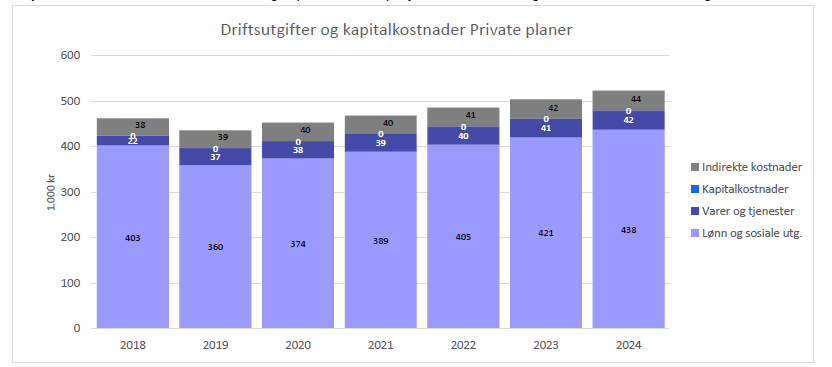 Driftsutgifter og kapitalkostnader Private planer
600
500
400
300
200
100
0
1.000 kr
38 39 40 40 41 42 44
0 0 0 0 0 0 0
22 37 38 39 40 41 42
403 360 374 389 405 421 438
2018 2019 2020 2021 2022 2023 2024
Indirekte kostnader
Kapitalkostnader
Varer og tjenester
Lønn og sosiale utg.